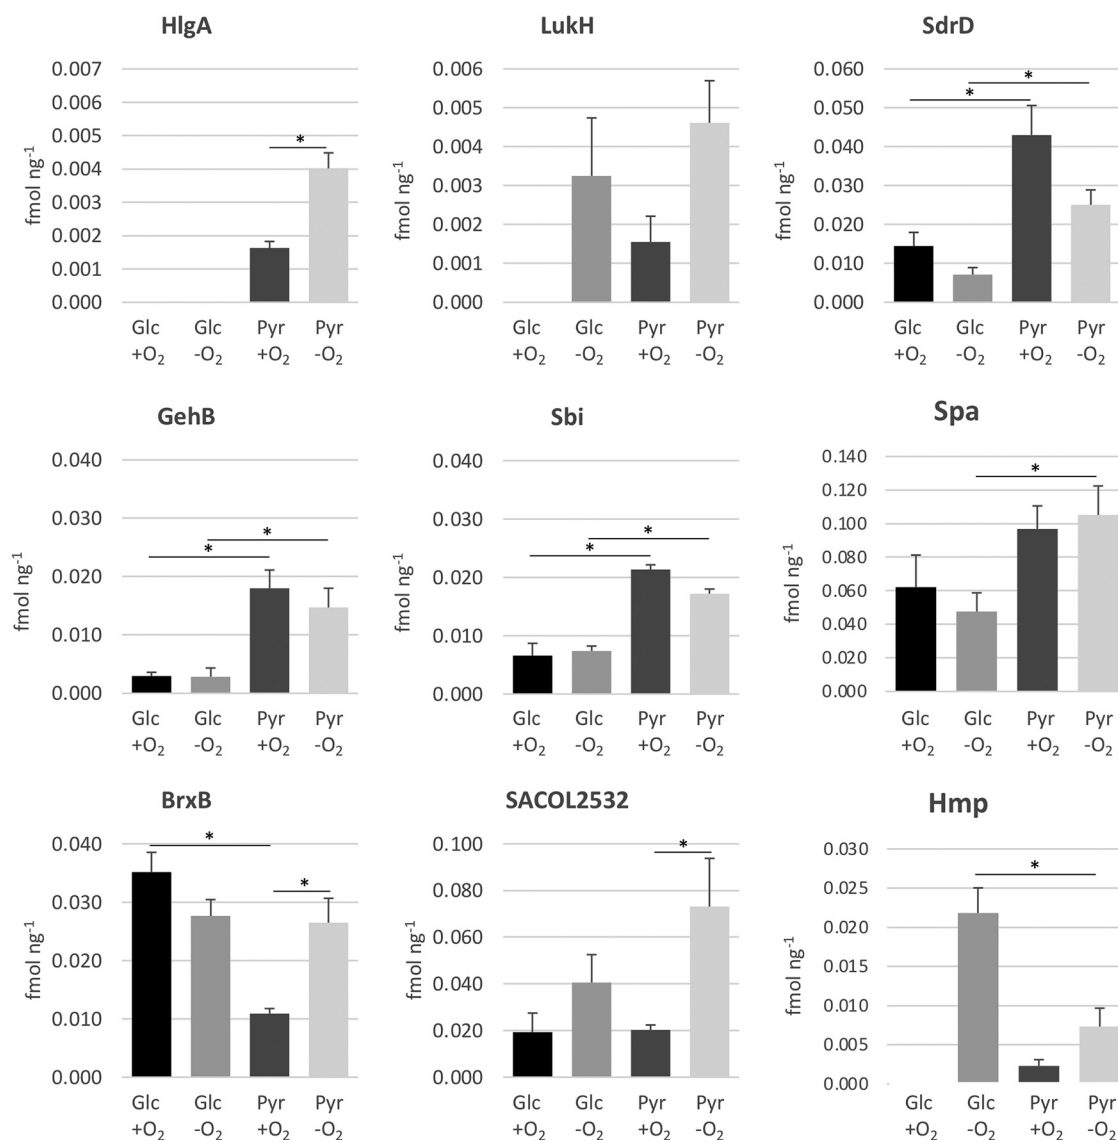 HlgA
LukH
SdrD
fmol ng-1
0.007
0.006
0.005
0.004
0.003
0.002
0.001
0.000
*
Glc Glc Pyr Pyr
+O2 -O2 +O2 -O2
fmol ng-1
0.006
0.005
0.004
0.003
0.002
0.001
0.000
Glc Glc Pyr Pyr
+O2 -O2 +O2 -O2
fmol ng-1
0.060
0.050
0.040
0.030
0.020
0.010
0.000
*
*
Glc Glc Pyr Pyr
+O2 -O2 +O2 -O2
GehB
Sbi
Spa
fmol ng-1
0.040
0.030
0.020
0.010
0.000
*
*
Glc Glc Pyr Pyr
+O2 -O2 +O2 -O2
fmol ng-1
0.040
0.030
0.020
0.010
0.000
*
*
Glc Glc Pyr Pyr
+O2 -O2 +O2 -O2
fmol ng-1
0.140
0.120
0.100
0.080
0.060
0.040
0.020
0.000
*
Glc Glc Pyr Pyr
+O2 -O2 +O2 -O2
BrxB
SACOL2532
Hmp
fmol ng-1
0.040
0.030
0.020
0.010
0.000
*
*
Glc Glc Pyr Pyr
+O2 -O2 +O2 -O2
fmol ng-1
0.100
0.080
0.060
0.040
0.020
0.000
*
Glc Glc Pyr Pyr
+O2 -O2 +O2 -O2
fmol ng-1
0.030
0.025
0.020
0.015
0.010
0.005
0.000
*
Glc Glc Pyr Pyr
+O2 -O2 +O2 -O2